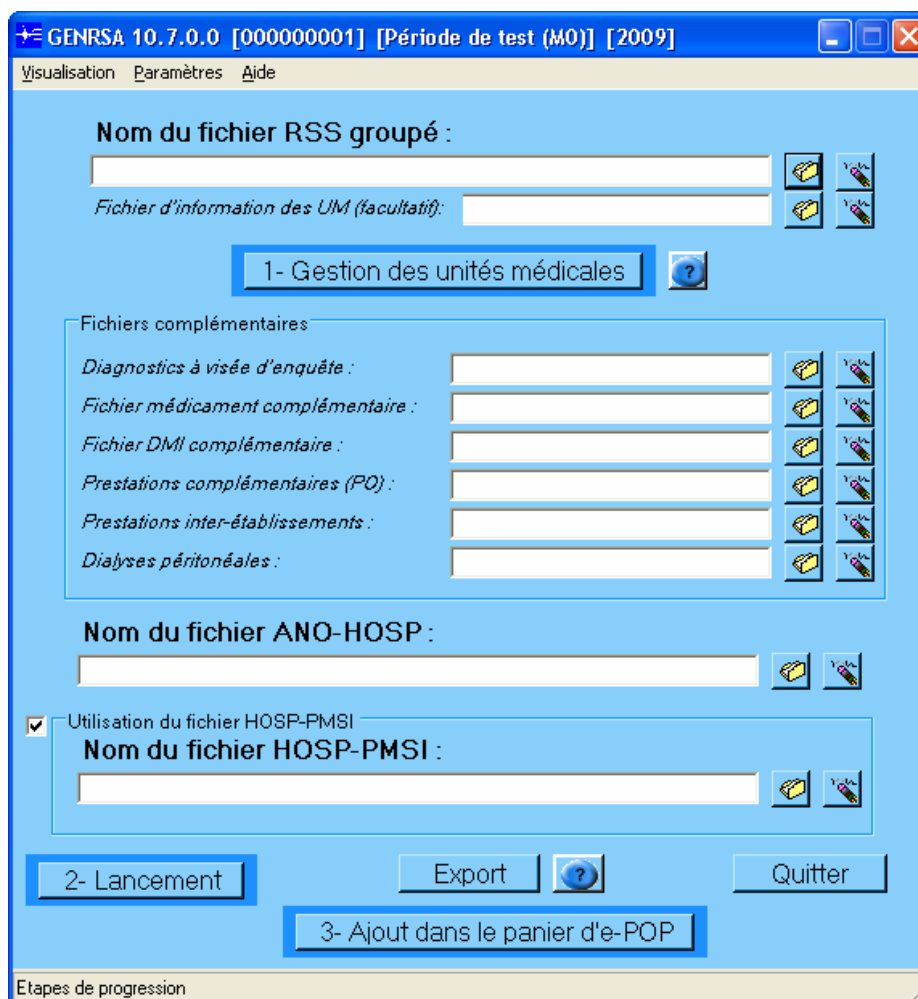 GENRSA 10.7.0.0 [000000001] [Période de test (M0)] [2009]
Visualisation Paramètres Aide
Nom du fichier RSS groupé :
Fichier d'information des UM (facultatif):
1- Gestion des unités médicales
?
Fichiers complémentaires
Diagnostics à visée d'enquête :
Fichier médicament complémentaire :
Fichier DMI complémentaire :
Prestations complémentaires (PO) :
Prestations inter-établissements :
Dialyses péritonéales :
Nom du fichier ANO-HOSP :
Utilisation du fichier HOSP-PMSI
Nom du fichier HOSP-PMSI :
2- Lancement
Export
?
Quitter
3- Ajout dans le panier d'e-POP
Etapes de progression